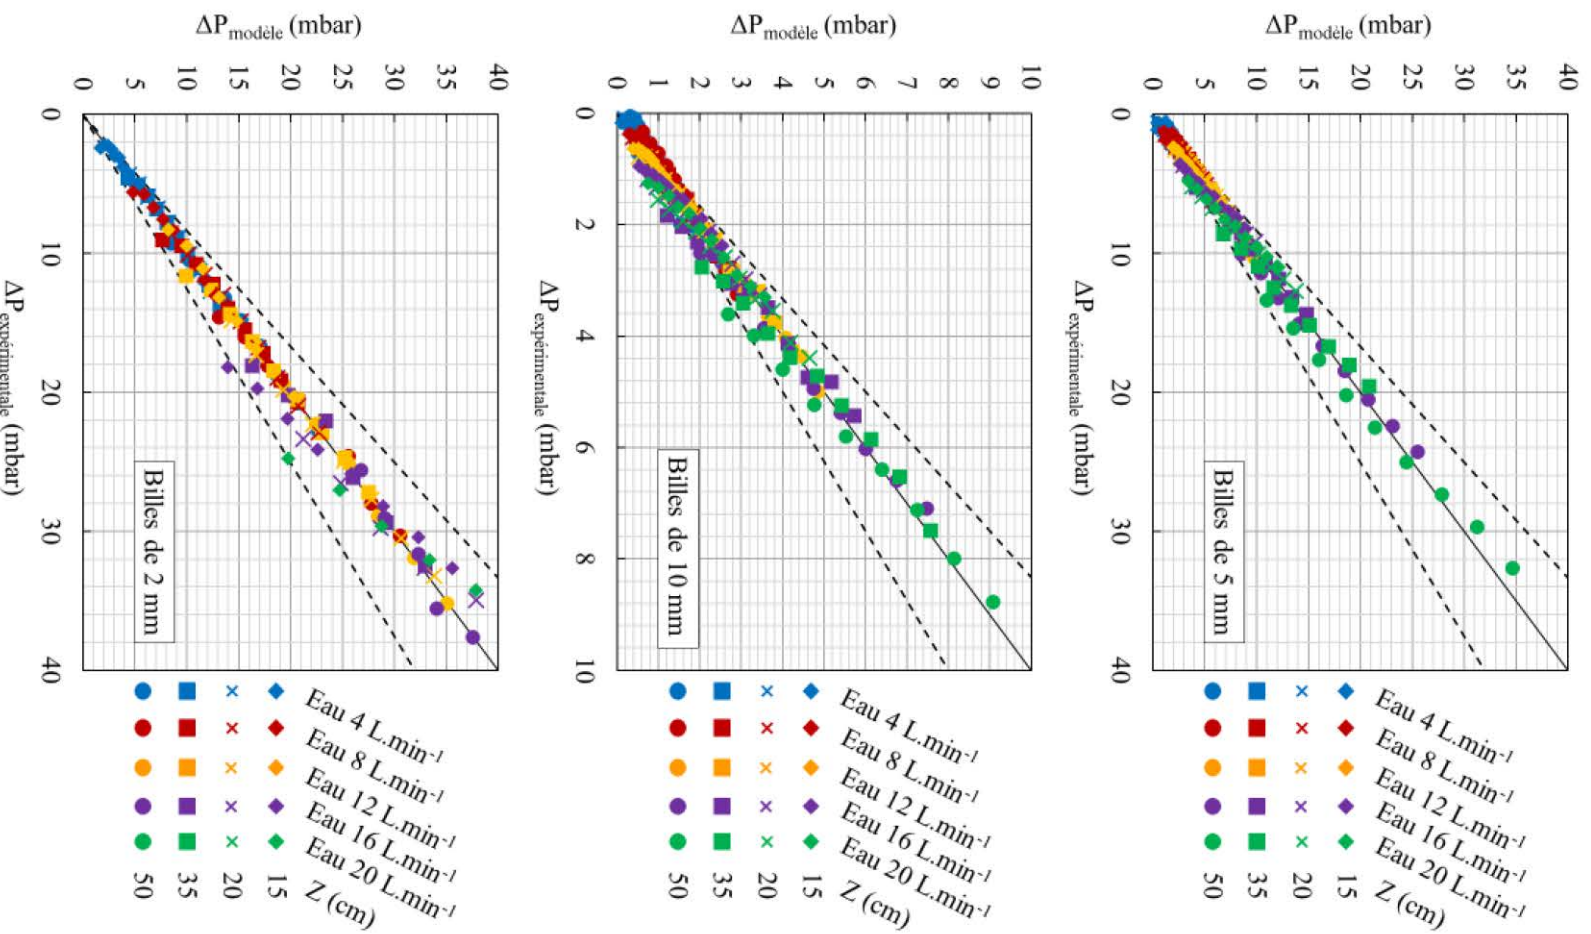 ΔPmodèle (mbar)
40
35
30
25
20
15
10
5
0
0 10 20 30 40
ΔPexpérimentale (mbar)
Billes de 5 mm
Eau 4 L.min-1
Eau 8 L.min-1
Eau 12 L.min-1
Eau 16 L.min-1
Eau 20 L.min-1
Z (cm)
15
20
35
50
ΔPmodèle (mbar)
10
9
8
7
6
5
4
3
2
1
0
0 2 4 6 8 10
ΔPexpérimentale (mbar)
Billes de 10 mm
Eau 4 L.min-1
Eau 8 L.min-1
Eau 12 L.min-1
Eau 16 L.min-1
Eau 20 L.min-1
Z (cm)
15
20
35
50
ΔPmodèle (mbar)
40
35
30
25
20
15
10
5
0
0 10 20 30 40
ΔPexpérimentale (mbar)
Billes de 2 mm
Eau 4 L.min-1
Eau 8 L.min-1
Eau 12 L.min-1
Eau 16 L.min-1
Eau 20 L.min-1
Z (cm)
15
20
35
50